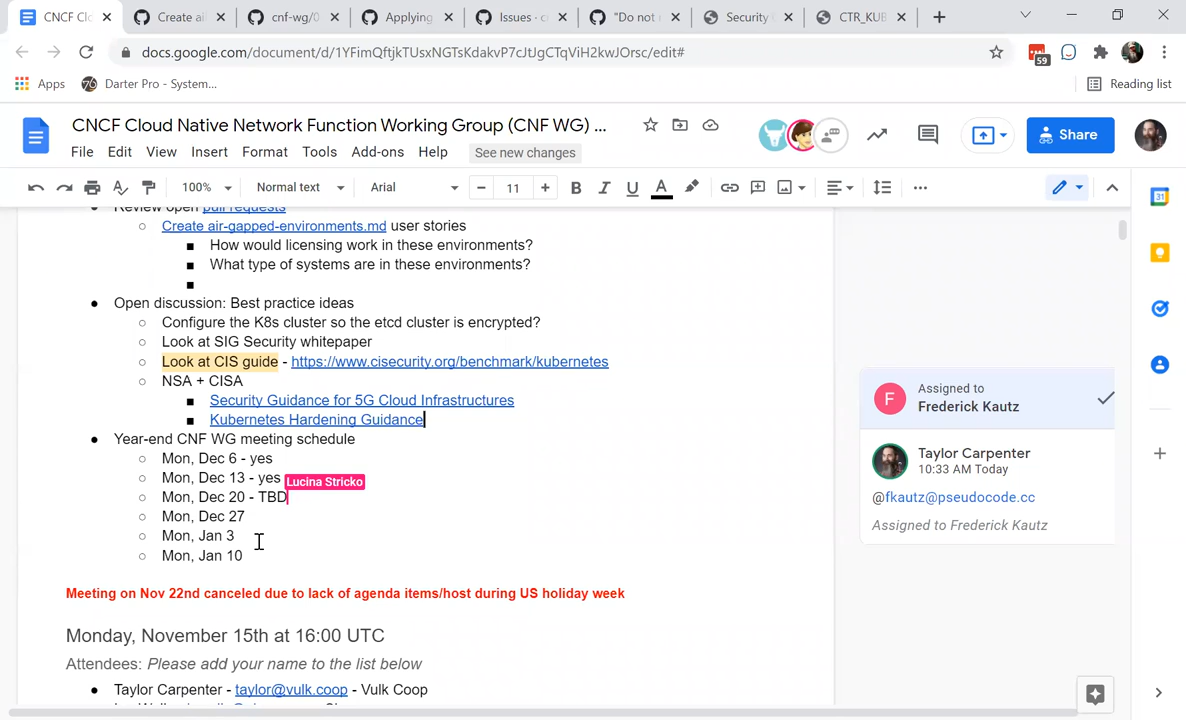 CNCF Cl
Create ai
cnf-wg/0
Applying
Issues
"Do not
Security
CTR_KUB
docs.google.com/document/d/1YFimQftjkTUsxNGTsKdakvP7cJtJgCTqViH2kwJOrsc/edit#
59
Apps
Darter Pro - System...
Reading list
CNCF Cloud Native Network Function Working Group (CNF WG) ...
File Edit View Insert Format Tools Add-ons Help See new changes
Share
100% Normal text Arial 11 B I U A
31
Review open pull requests
Create air-gapped-environments.md user stories
How would licensing work in these environments?
What type of systems are in these environments?
Open discussion: Best practice ideas
Configure the K8s cluster so the etcd cluster is encrypted?
Look at SIG Security whitepaper
Look at CIS guide - https://www.cisecurity.org/benchmark/kubernetes
NSA + CISA
Security Guidance for 5G Cloud Infrastructures
Kubernetes Hardening Guidance
Year-end CNF WG meeting schedule
Mon, Dec 6 - yes
Mon, Dec 13 - yes
Lucina Stricko
Mon, Dec 20 - TBD
Mon, Dec 27
Mon, Jan 3
Mon, Jan 10
Meeting on Nov 22nd canceled due to lack of agenda items/host during US holiday week
Monday, November 15th at 16:00 UTC
Attendees: Please add your name to the list below
Taylor Carpenter - taylor@vulk.coop - Vulk Coop
F
Assigned to
Frederick Kautz
Taylor Carpenter
10:33 AM Today
@fkautz@pseudocode.cc
Assigned to Frederick Kautz